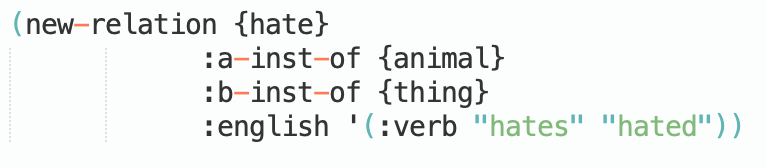 (new-relation {hate}
:a-inst-of {animal}
:b-inst-of {thing}
:english '(:verb "hates" "hated"))